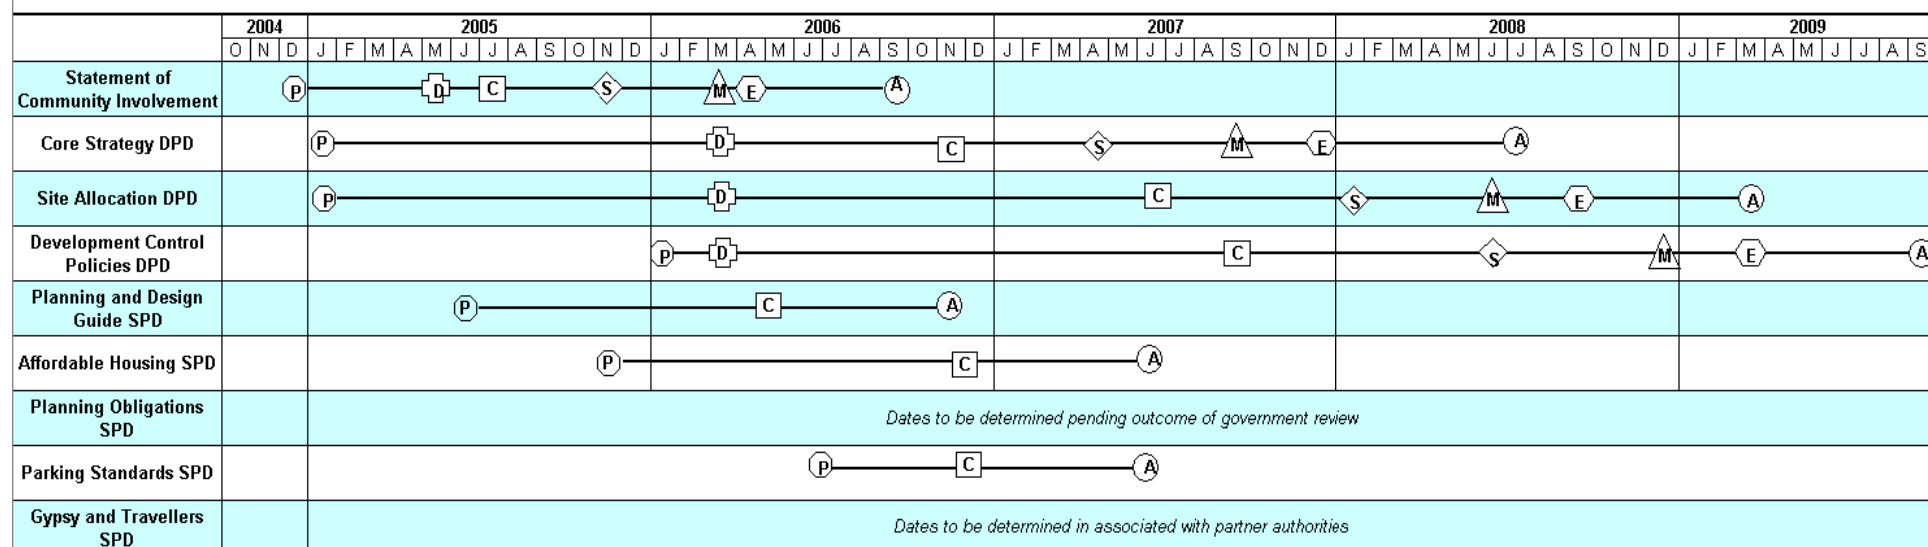 2004 2005 2006 2007 2008 2009
O N D J F M A M J J A S O N D J F M A M J J A S O N D J F M A M J J A S O N D J F M A M J J A S O N D J F M A M J J A S
Statement of
Community Involvement
P D C S M E A
Core Strategy DPD
P D C S M E A
Site Allocation DPD
P D C S M E A
Development Control
Policies DPD
P D C S M E A
Planning and Design
Guide SPD
P C A
Affordable Housing SPD
P C A
Planning Obligations
SPD
Dates to be determined pending outcome of government review
Parking Standards SPD
P C A
Gypsy and Travellers
SPD
Dates to be determined in associated with partner authorities